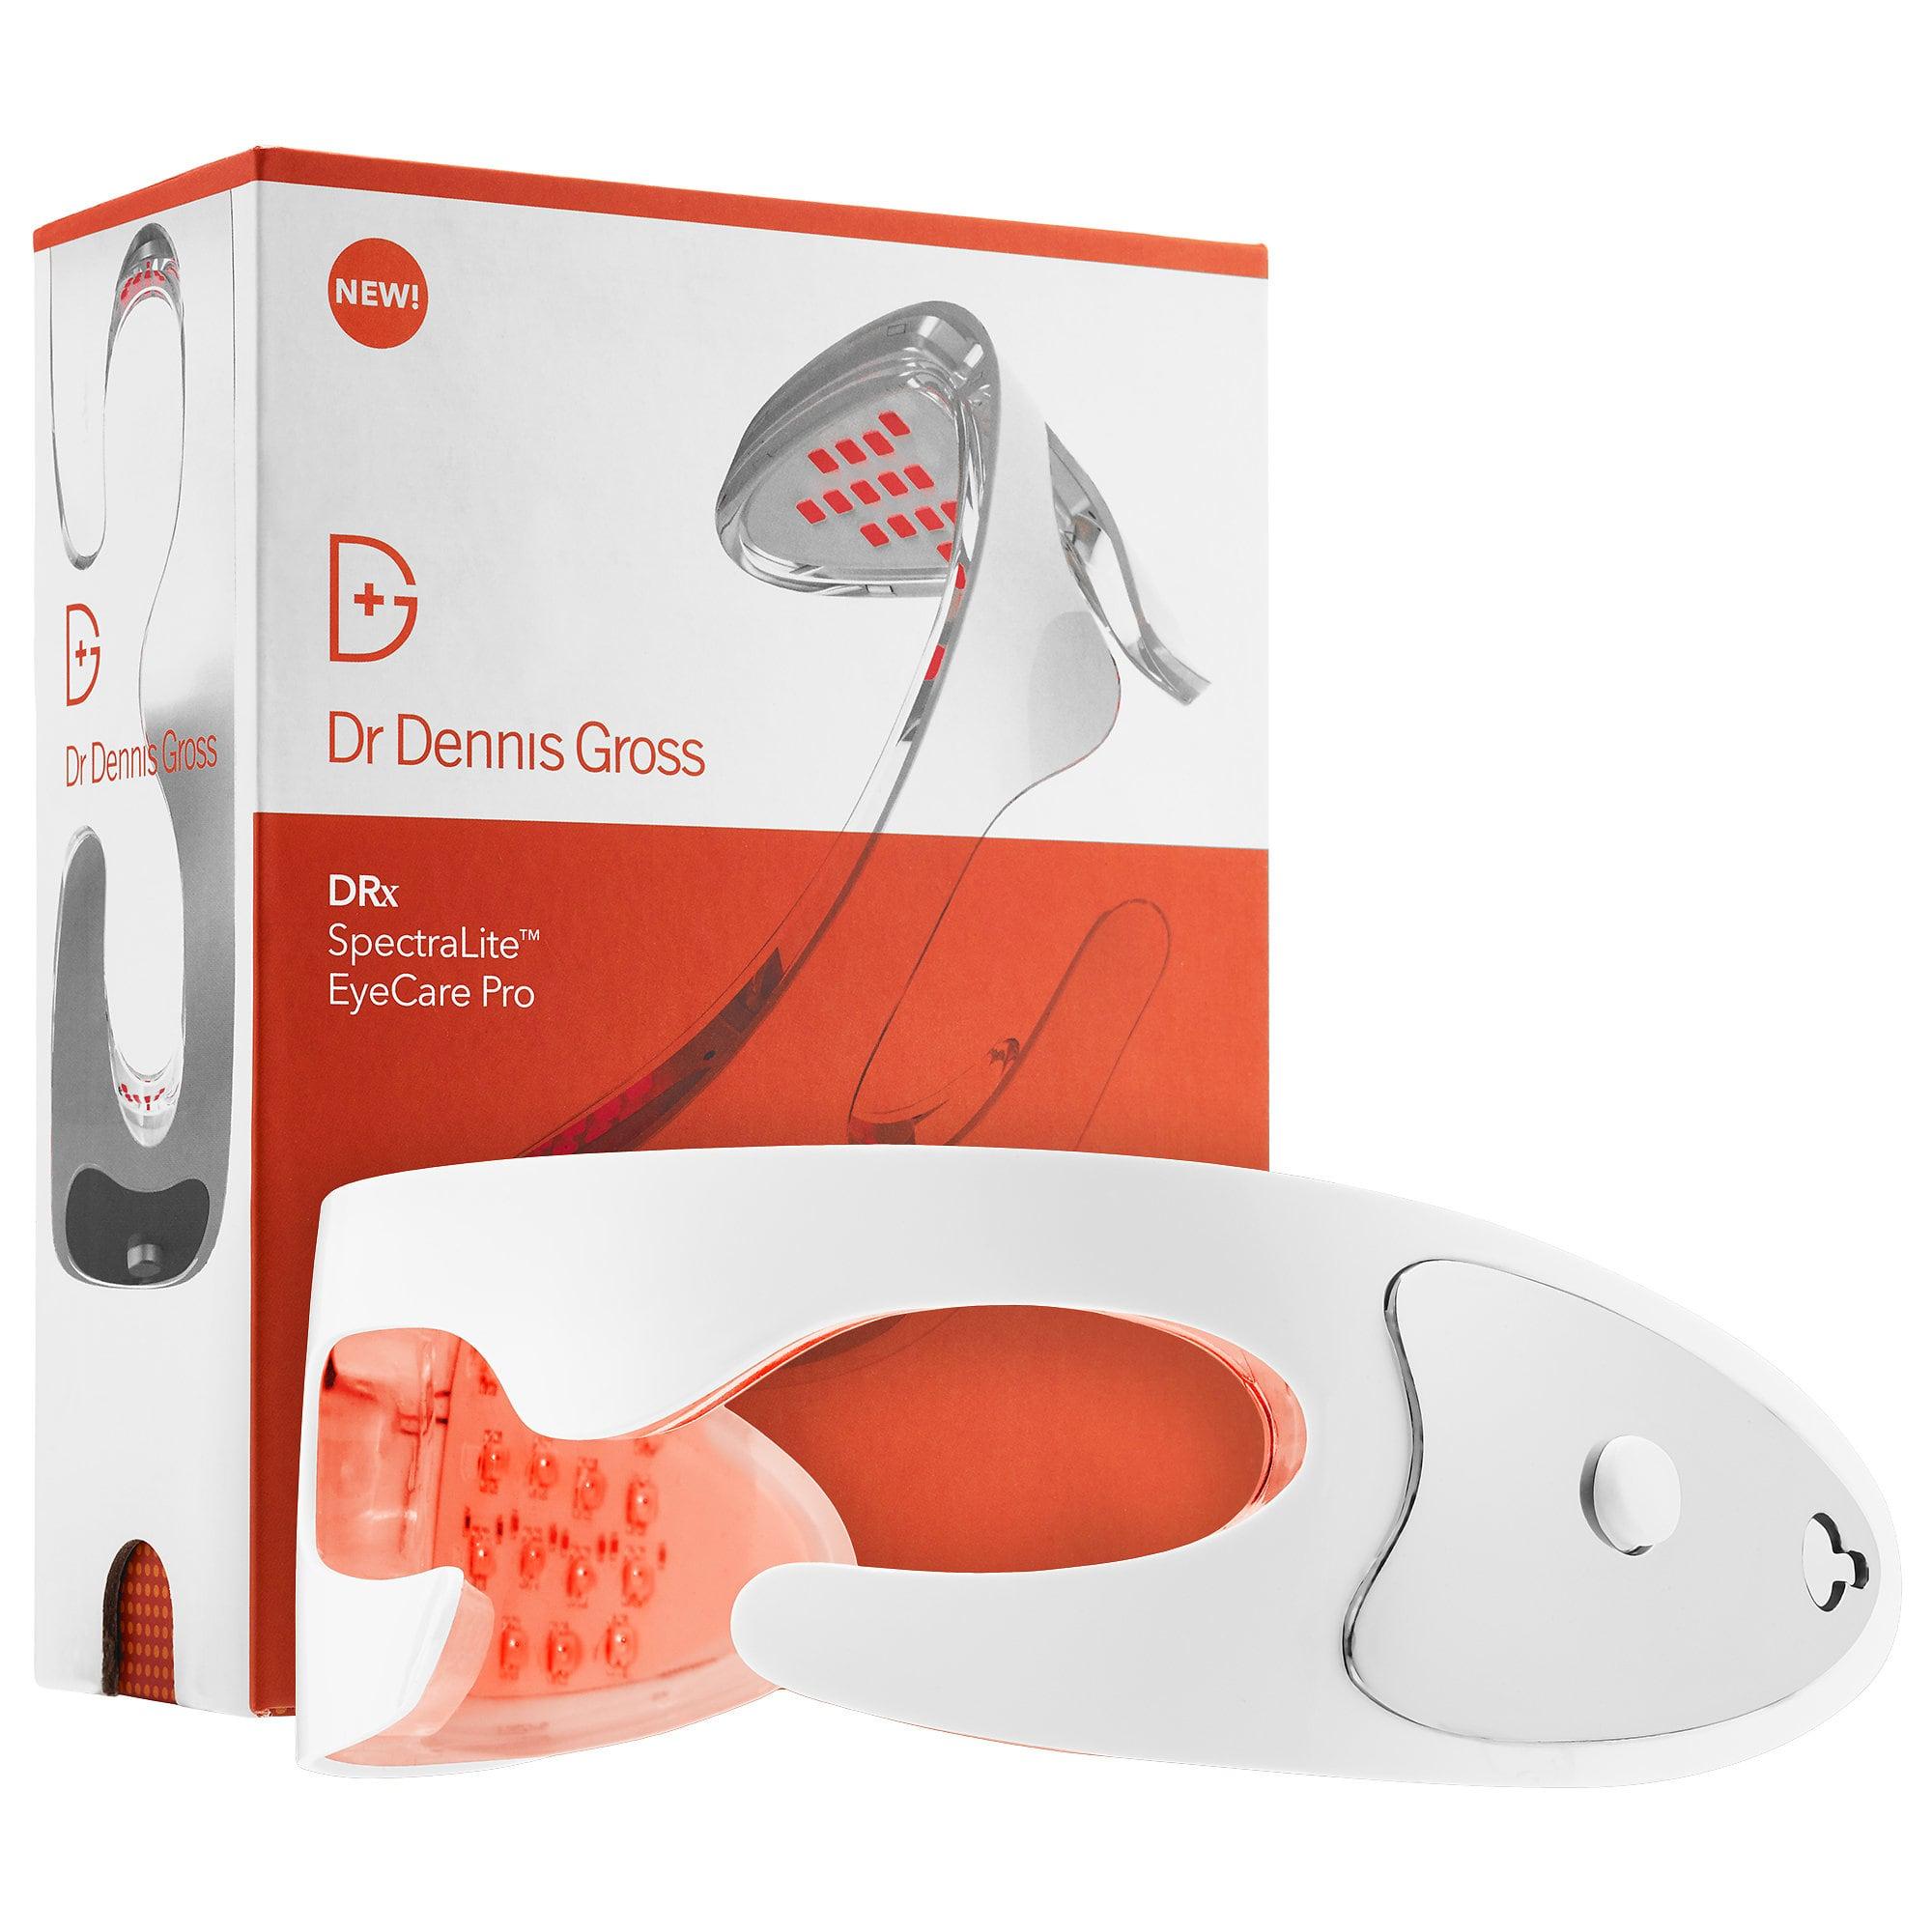 NEW!
D+G
Dr Dennis Gross
DRx
SpectraLite™
EyeCare Pro
D+G
Dr Dennis Gross